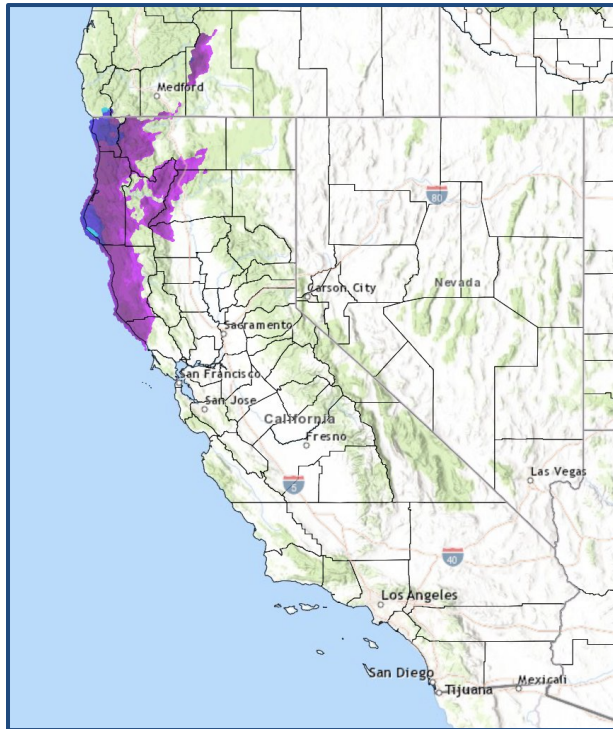 Medford
80
Nevada
Carson City
Sacramento
San Francisco
San Jose
California
Fresno
Las Vegas
5
40
Los Angeles
San Diego
Tijuana
Mexicali